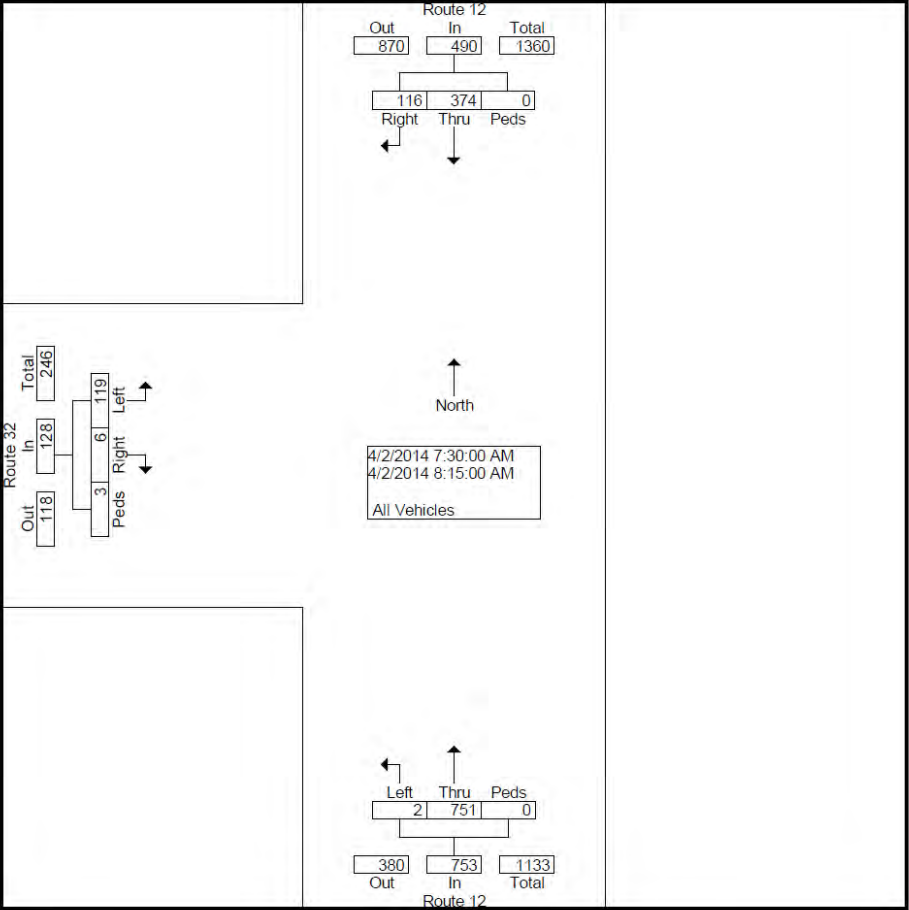 Route 12
Out In Total
870 490 1360
116 374 0
Right Thru Peds
Route 32
Out In Total
118 128 246
3 6 119
Peds Right Left
North
4/2/2014 7:30:00 AM
4/2/2014 8:15:00 AM
All Vehicles
Left Thru Peds
2 751 0
380 753 1133
Out In Total
Route 12